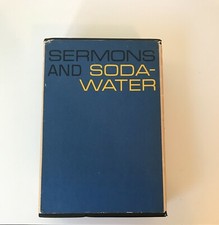 SERMONS
AND SODA-
WATER